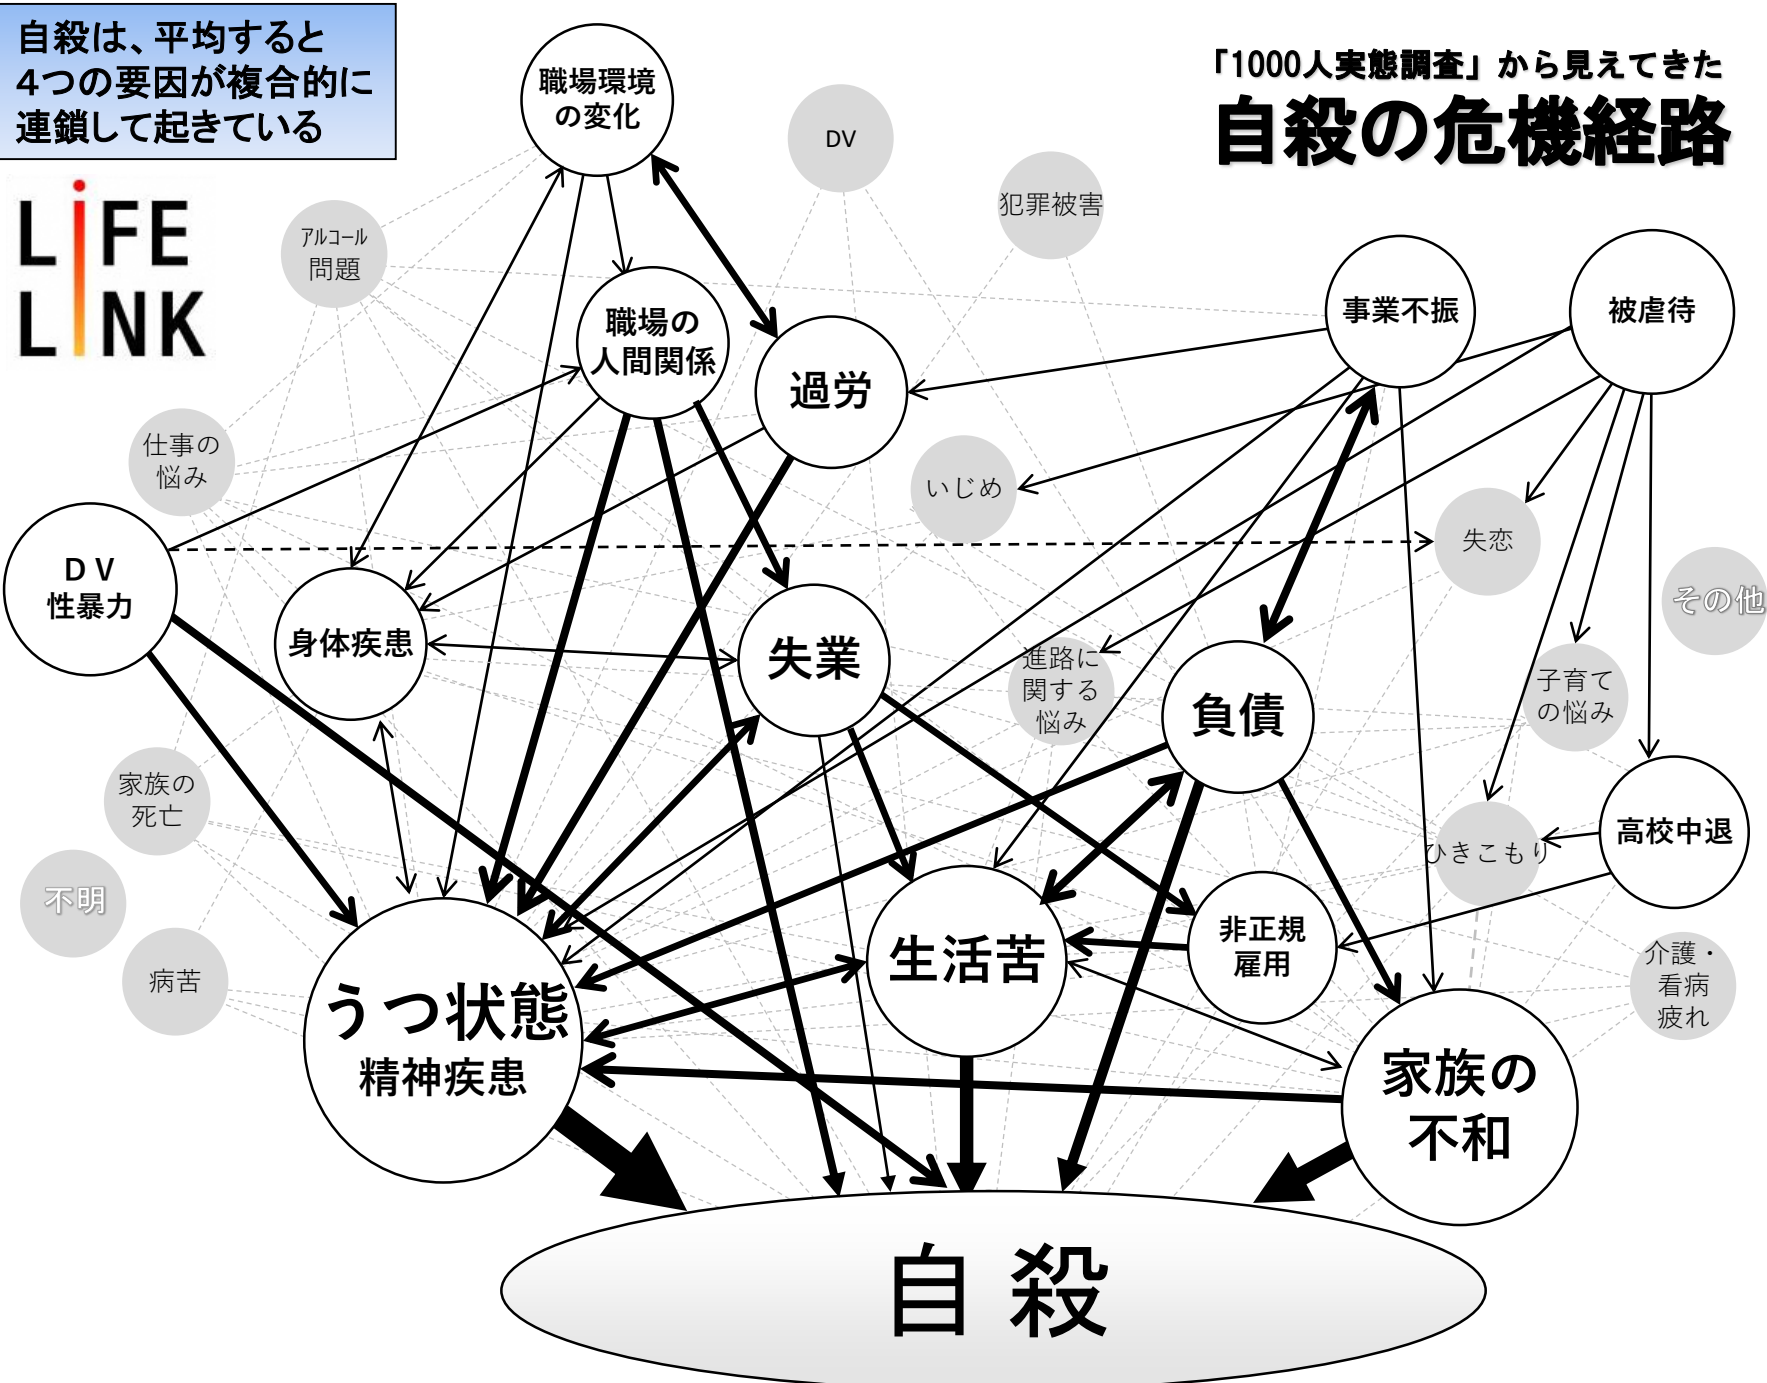 自殺は、平均すると
４つの要因が複合的に
連鎖して起きている
「1000人実態調査」から見えてきた
自殺の危機経路
LiFE
LINK
職場環境
の変化
DV
犯罪被害
アルコール
問題
事業不振
被虐待
職場の
人間関係
過労
仕事の
悩み
いじめ
失恋
ＤＶ
性暴力
その他
身体疾患
失業
進路に
関する
悩み
負債
子育て
の悩み
家族の
死亡
高校中退
ひきこもり
不明
病苦
非正規
雇用
生活苦
介護・
看病
疲れ
うつ状態
精神疾患
家族の
不和
自 殺